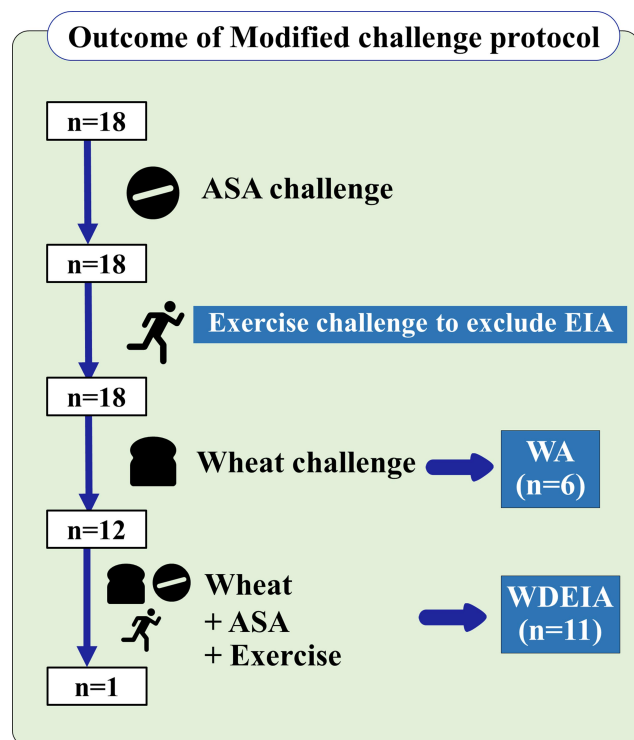 Outcome of Modified challenge protocol
n=18
ASA challenge
n=18
Exercise challenge to exclude EIA
n=18
Wheat challenge
WA
(n=6)
n=12
Wheat
+ ASA
+ Exercise
WDEIA
(n=11)
n=1